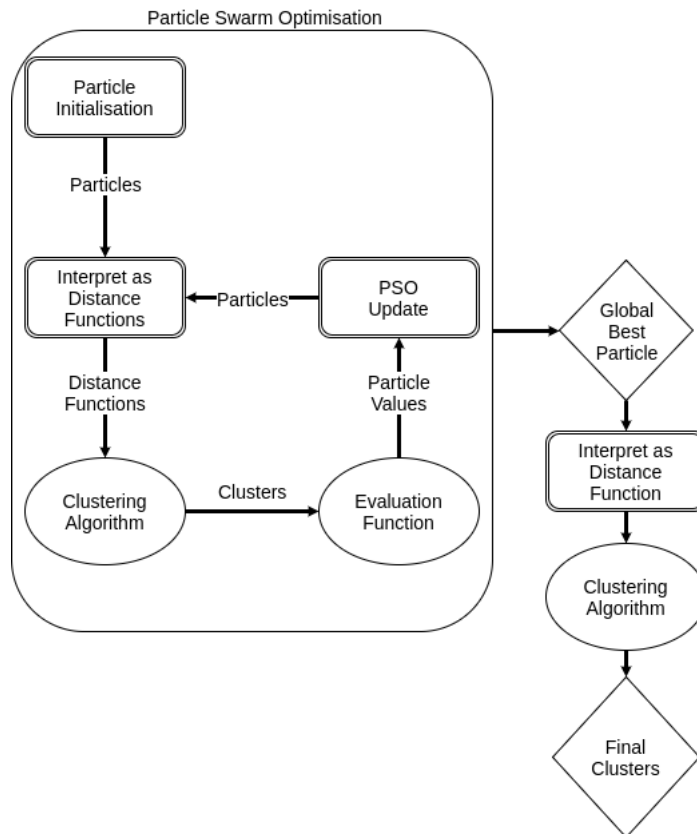 Particle Swarm Optimisation
Particle
Initialisation
Particles
Interpret as
Distance
Functions
Particles
PSO
Update
Distance
Functions
Particle
Values
Clustering
Algorithm
Clusters
Evaluation
Function
Global
Best
Particle
Interpret as
Distance
Function
Clustering
Algorithm
Final
Clusters